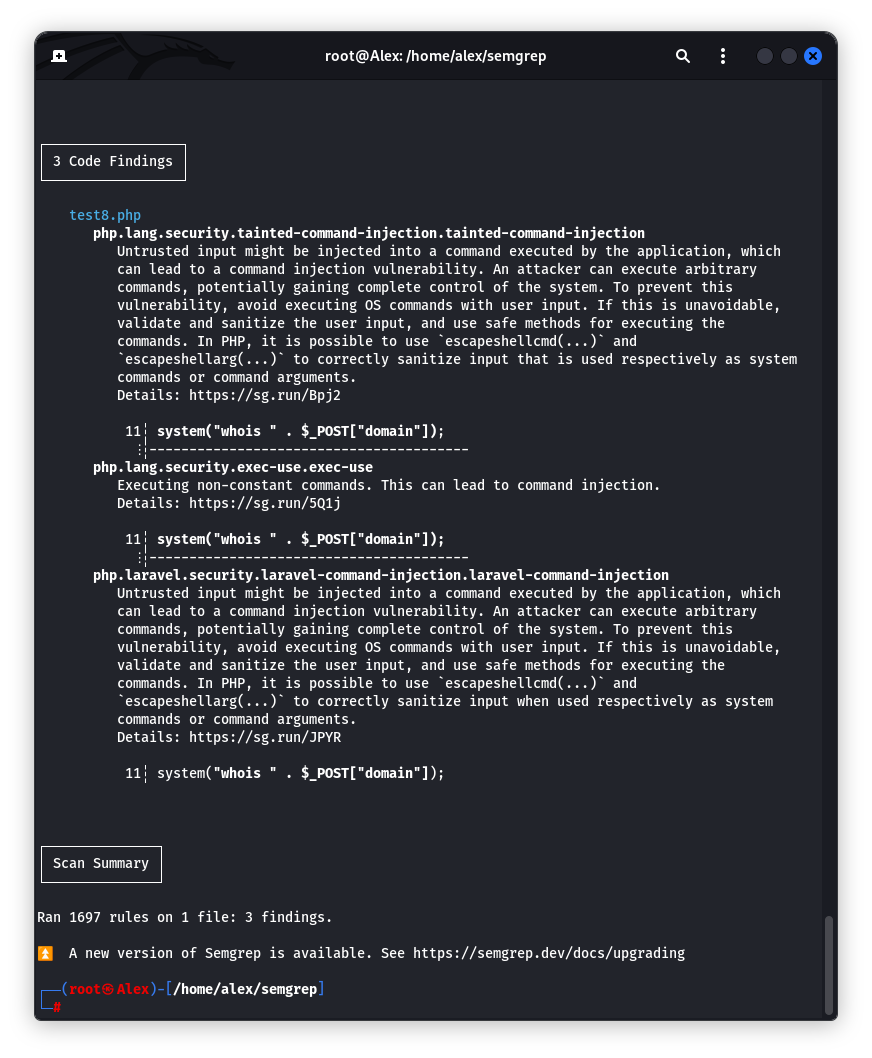 root@Alex: /home/alex/semgrep
3 Code Findings
test8.php
php.lang.security.tainted-command-injection.tainted-command-injection
Untrusted input might be injected into a command executed by the application, which
can lead to a command injection vulnerability. An attacker can execute arbitrary
commands, potentially gaining complete control of the system. To prevent this
vulnerability, avoid executing OS commands with user input. If this is unavoidable,
validate and sanitize the user input, and use safe methods for executing the
commands. In PHP, it is possible to use `escapeshellcmd(...)` and
`escapeshellarg(...)` to correctly sanitize input that is used respectively as system
commands or command arguments.
Details: https://sg.run/Bpj2
11┆ system("whois " . $_POST["domain"]);
⋮┆----------------------------------------
php.lang.security.exec-use.exec-use
Executing non-constant commands. This can lead to command injection.
Details: https://sg.run/5Q1j
11┆ system("whois " . $_POST["domain"]);
⋮┆----------------------------------------
php.laravel.security.laravel-command-injection.laravel-command-injection
Untrusted input might be injected into a command executed by the application, which
can lead to a command injection vulnerability. An attacker can execute arbitrary
commands, potentially gaining complete control of the system. To prevent this
vulnerability, avoid executing OS commands with user input. If this is unavoidable,
validate and sanitize the user input, and use safe methods for executing the
commands. In PHP, it is possible to use `escapeshellcmd(...)` and
`escapeshellarg(...)` to correctly sanitize input when used respectively as system
commands or command arguments.
Details: https://sg.run/JPYR
11┆ system("whois " . $_POST["domain"]);
Scan Summary
Ran 1697 rules on 1 file: 3 findings.
⏫ A new version of Semgrep is available. See https://semgrep.dev/docs/upgrading
┌──(root㉿Alex)-[/home/alex/semgrep]
└─#